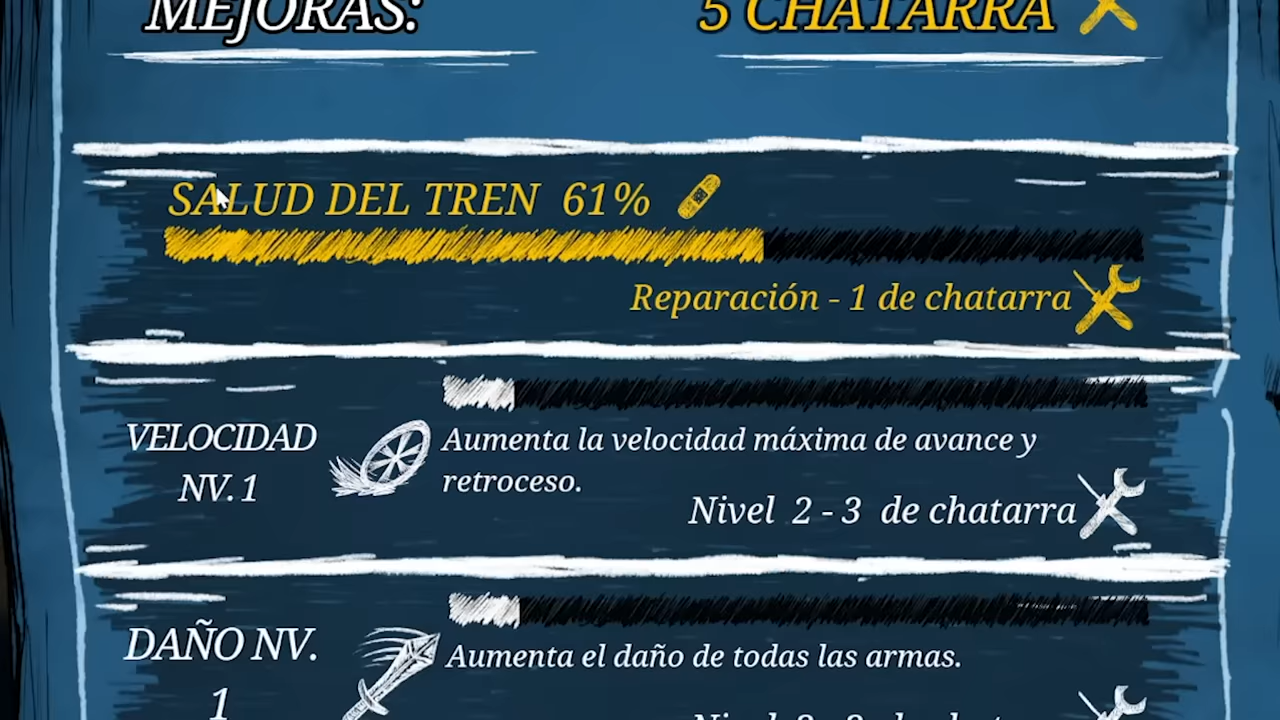 MEJORAS:
5 CHATARRA
SALUD DEL TREN 61%
Reparación - 1 de chatarra
VELOCIDAD
NV. 1
Aumenta la velocidad máxima de avance y
retroceso.
Nivel 2 - 3 de chatarra
DAÑO NV.
1
Aumenta el daño de todas las armas.